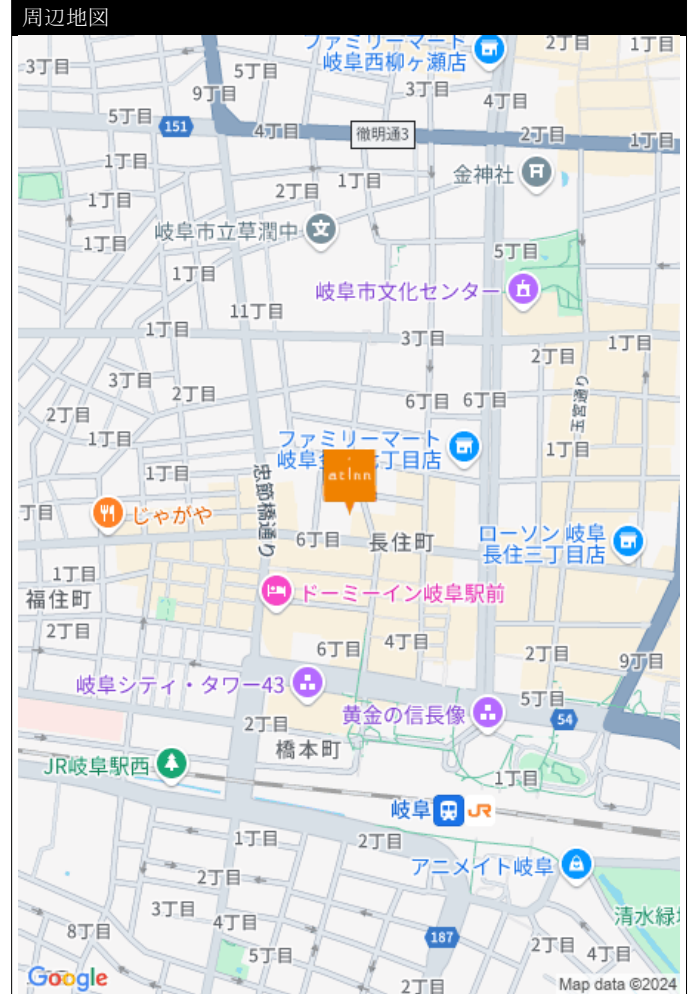 周辺地図
ファミリーマート
岐阜西柳ヶ瀬店
2丁目
1丁目
3丁目
5丁目
9丁目
3丁目
4丁目
5丁目
151
4丁目
徹明通3
2丁目
1丁目
1丁目
金神社
2丁目
1丁目
1丁目
岐阜市立草潤中
1丁目
5丁目
1丁目
岐阜市文化センター
11丁目
1丁目
3丁目
1丁目
2丁目
3丁目
2丁目
6丁目
6丁目
玉宮通り
2丁目
1丁目
ファミリーマート
丁目店
1丁目
1丁目
atinn
忠節橋通り
丁目
じゃがや
6丁目
長住町
ローソン 岐阜
長住三丁目店
1丁目
福住町
ドーミーイン岐阜駅前
2丁目
6丁目
4丁目
2丁目
9丁目
岐阜シティ・タワー43
5丁目
黄金の信長像
54
2丁目
橋本町
JR岐阜駅西
1丁目
岐阜
JR
1丁目
2丁目
アニメイト岐阜
2丁目
3丁目
4丁目
清水緑
8丁目
187
2丁目
4丁目
5丁目
Google
2丁目
Map data ©2024